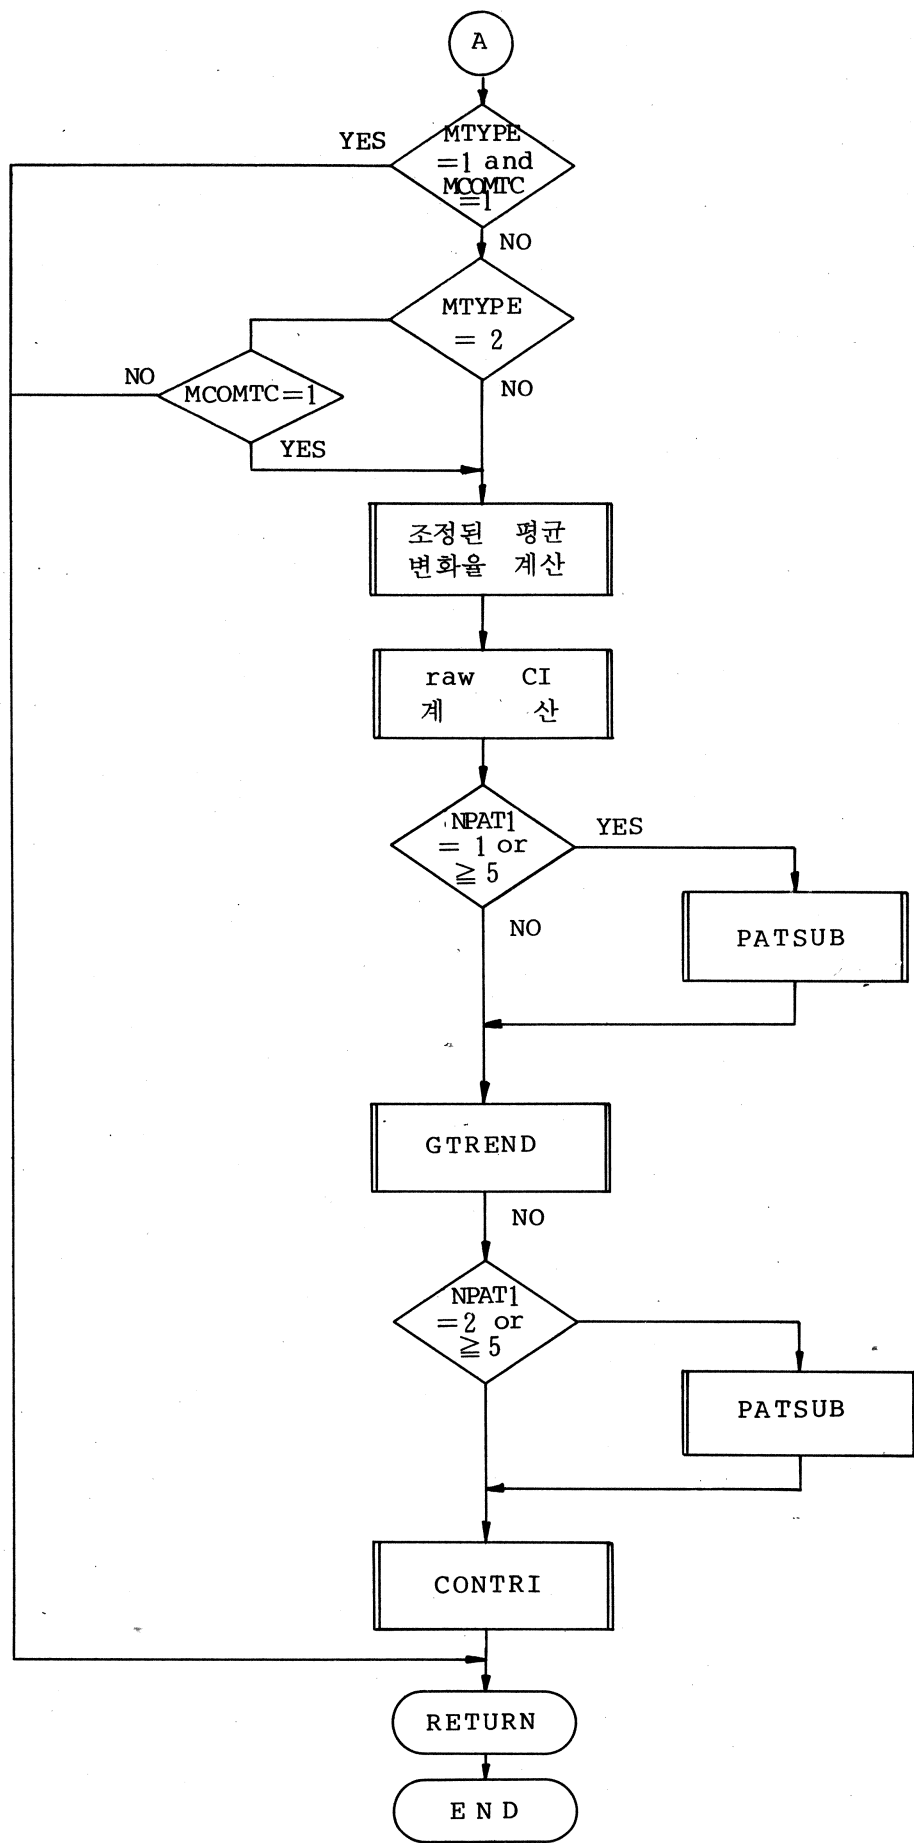 A
YES
MTYPE
=1 and
MCOMTC
=1
NO
MTYPE
= 2
NO
MCOMTC=1
NO
YES
조정된 평균
변화율 계산
raw CI
계 산
NPAT1
= 1 or
≧ 5
YES
NO
PATSUB
GTREND
NO
NPAT1
=2 or
≧ 5
PATSUB
CONTRI
RETURN
END